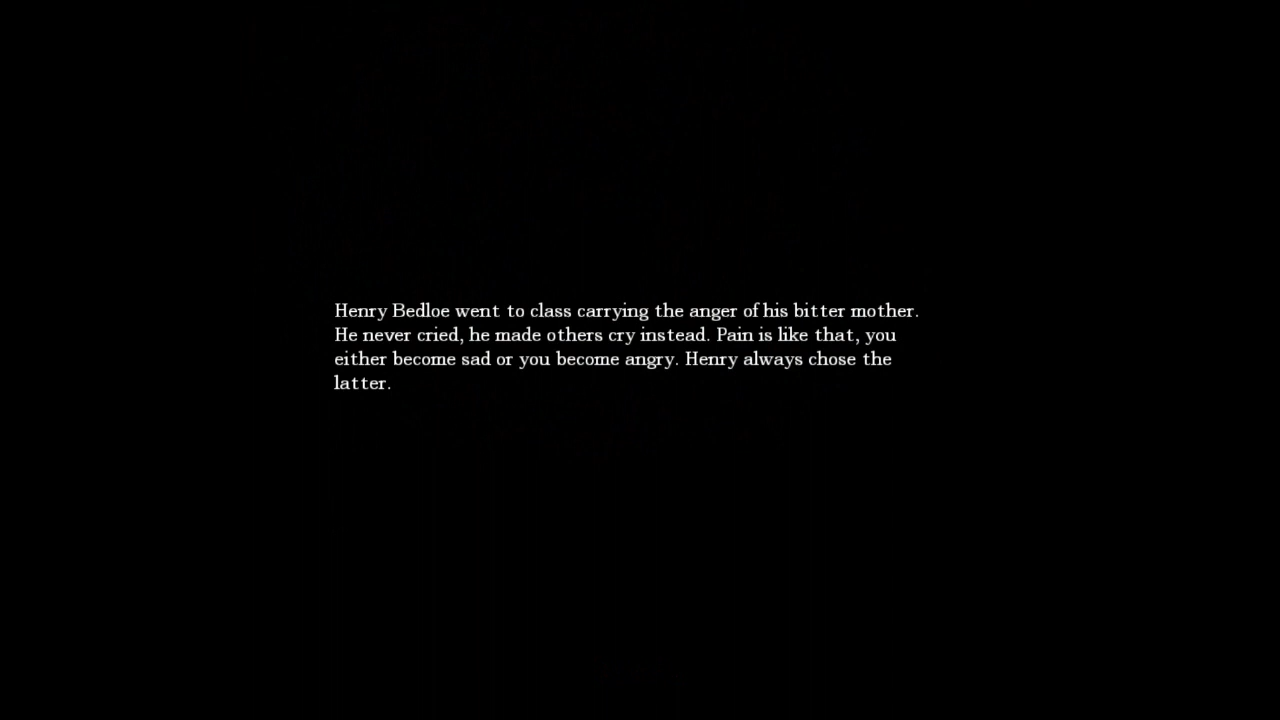 Henry Bedloe went to class carrying the anger of his bitter mother.
He never cried, he made others cry instead. Pain is like that, you
either become sad or you become angry. Henry always chose the
latter.